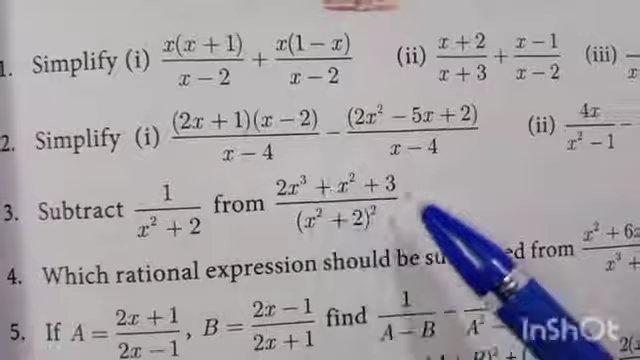 1. Simplify (i) x(x + 1)/(x − 2) + x(1 − x)/(x − 2) (ii) (x + 2)/(x + 3) + (x − 1)/(x − 2) (iii)
2. Simplify (i) (2x + 1)(x − 2)/(x − 4) − (2x² − 5x + 2)/(x − 4) (ii) 4x/(x² − 1) −
3. Subtract 1/(x² + 2) from (2x³ + x² + 3)/(x² + 2)²
4. Which rational expression should be from
5. If A = (2x + 1)/(2x − 1), B = (2x − 1)/(2x + 1) find 1/(A − B) −
InShOt